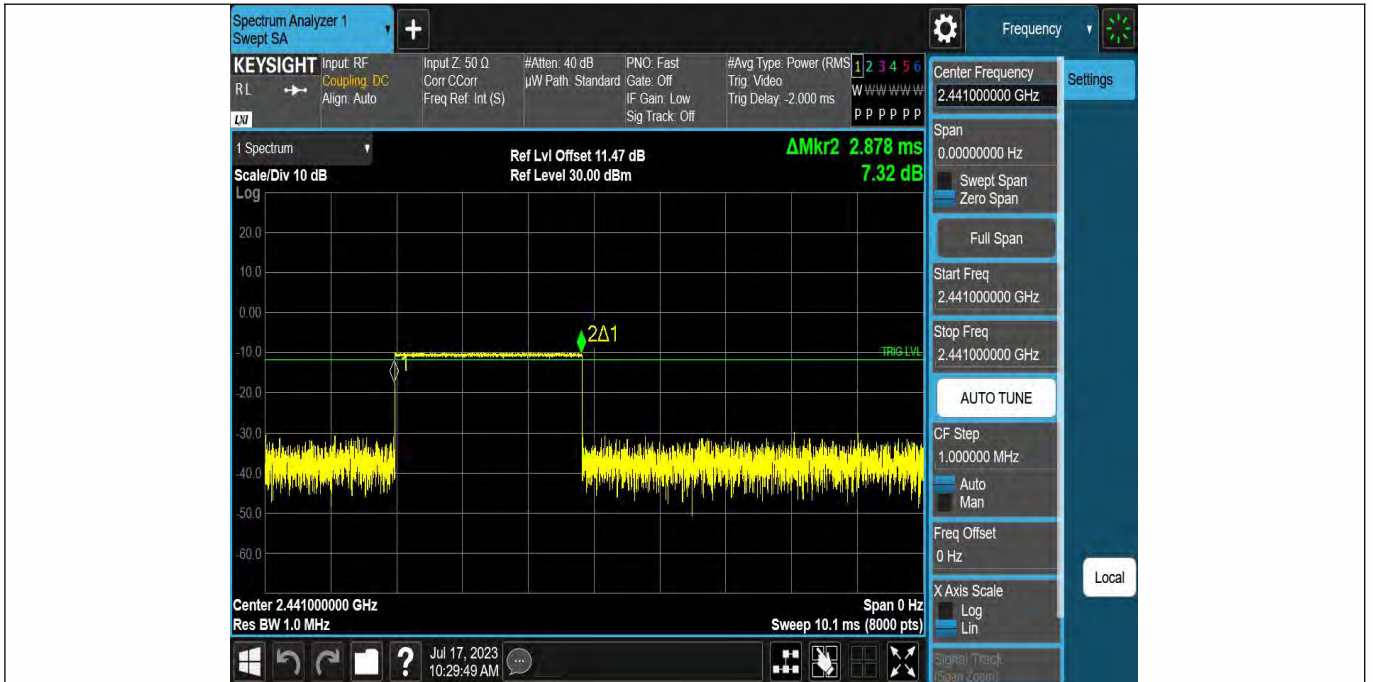 Spectrum Analyzer 1
Swept SA
+
Frequency
KEYSIGHT
R L
LXI
Input: RF
Coupling: DC
Align: Auto
Input Z: 50 Ω
Corr CCorr
Freq Ref: Int (S)
#Atten: 40 dB
µW Path: Standard
PNO: Fast
Gate: Off
IF Gain: Low
Sig Track: Off
#Avg Type: Power (RMS
Trig: Video
Trig Delay: -2.000 ms
1 2 3 4 5 6
W W W W W W
P P P P P P
1 Spectrum
Scale/Div 10 dB
Log
Ref Lvl Offset 11.47 dB
Ref Level 30.00 dBm
ΔMkr2 2.878 ms
7.32 dB
20.0
10.0
0.00
-10.0
-20.0
-30.0
-40.0
-50.0
-60.0
2Δ1
1
TRIG LVL
Center 2.441000000 GHz
Res BW 1.0 MHz
Span 0 Hz
Sweep 10.1 ms (8000 pts)
Jul 17, 2023
10:29:49 AM
?
Center Frequency
2.441000000 GHz
Settings
Span
0.00000000 Hz
Swept Span
Zero Span
Full Span
Start Freq
2.441000000 GHz
Stop Freq
2.441000000 GHz
AUTO TUNE
CF Step
1.000000 MHz
Auto
Man
Freq Offset
0 Hz
X Axis Scale
Log
Lin
Signal Track
(Span Zoom)
Local